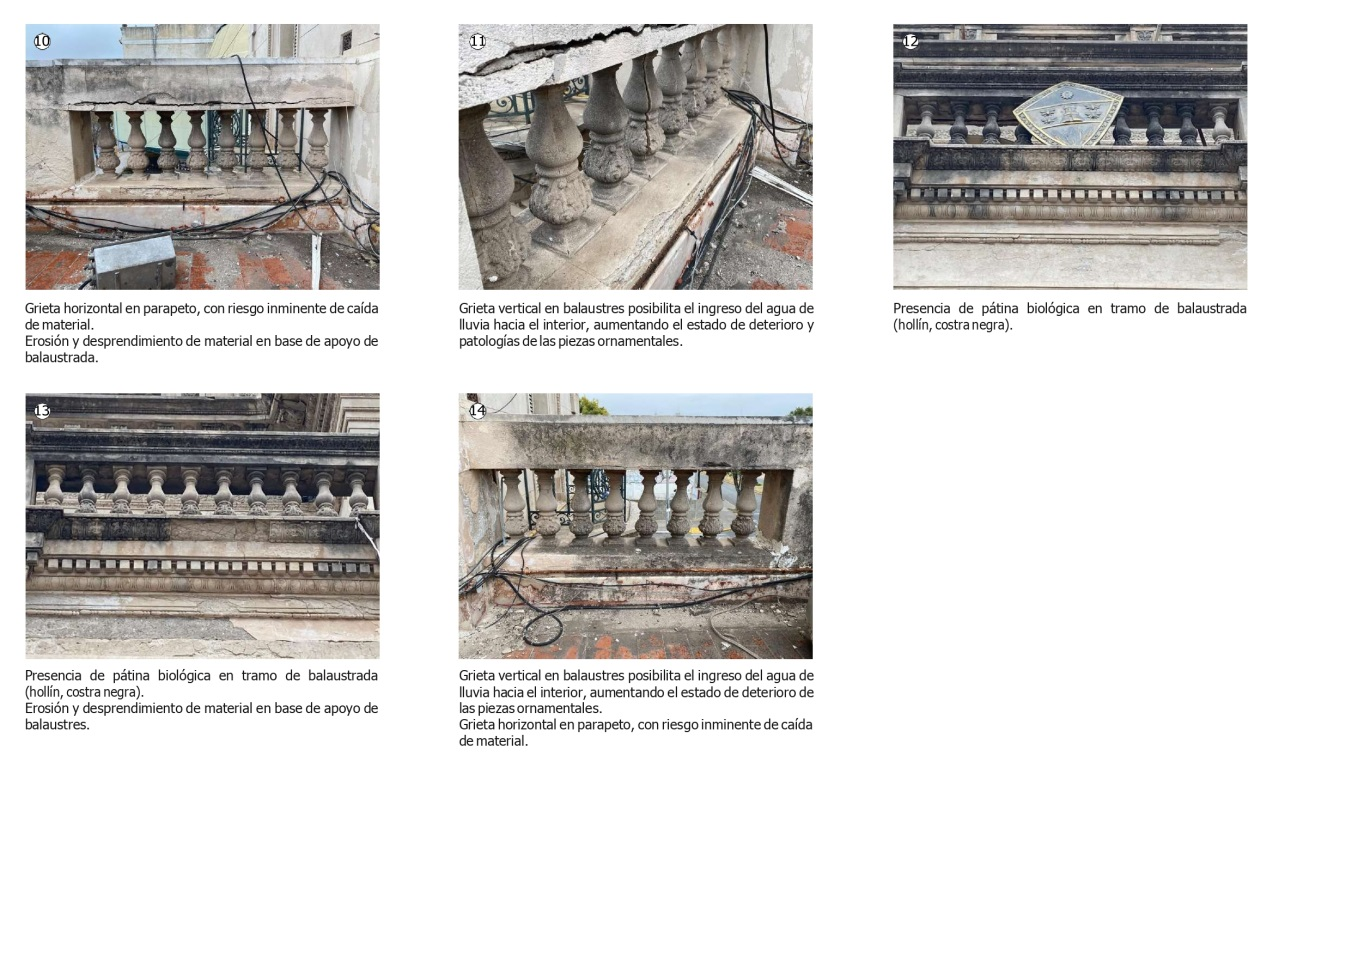 10
Grieta horizontal en parapeto, con riesgo inminente de caída
de material.
Erosión y desprendimiento de material en base de apoyo de
balaustrada.
11
Grieta vertical en balaustres posibilita el ingreso del agua de
lluvia hacia el interior, aumentando el estado de deterioro y
patologías de las piezas ornamentales.
12
Presencia de pátina biológica en tramo de balaustrada
(hollín, costra negra).
13
Presencia de pátina biológica en tramo de balaustrada
(hollín, costra negra).
Erosión y desprendimiento de material en base de apoyo de
balaustres.
14
Grieta vertical en balaustres posibilita el ingreso del agua de
lluvia hacia el interior, aumentando el estado de deterioro de
las piezas ornamentales.
Grieta horizontal en parapeto, con riesgo inminente de caída
de material.